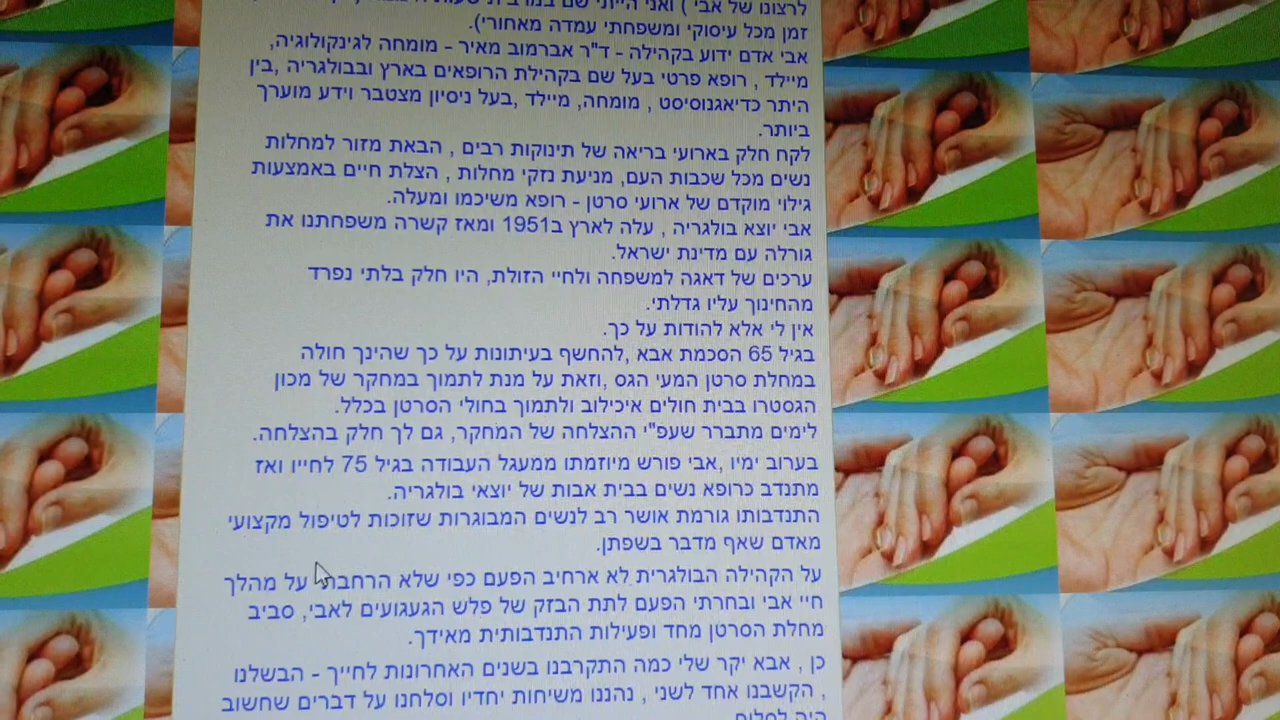 לרצונו של אבי ) ואני הייתי שם
זמן מכל עיסוקי ומשפחתי עמדה מאחורי).
אבי אדם ידוע בקהילה - ד"ר אברמוב מאיר - מומחה לגינקולוגיה,
מיילד , רופא פרטי בעל שם בקהילת הרופאים בארץ ובבולגריה ,בין
היתר כדיאגנוסיסט , מומחה, מיילד ,בעל ניסיון מצטבר וידע מוערך
ביותר.
לקח חלק בארועי בריאה של תינוקות רבים , הבאת מזור למחלות
נשים מכל שכבות העם, מניעת נזקי מחלות , הצלת חיים באמצעות
גילוי מוקדם של ארועי סרטן - רופא משיכמו ומעלה.
אבי יוצא בולגריה , עלה לארץ ב1951 ומאז קשרה משפחתנו את
גורלה עם מדינת ישראל.
ערכים של דאגה למשפחה ולחיי הזולת, היו חלק בלתי נפרד
מהחינוך עליו גדלתי.
אין לי אלא להודות על כך.
בגיל 65 הסכמת אבא ,להחשף בעיתונות על כך שהינך חולה
במחלת סרטן המעי הגס ,וזאת על מנת לתמוך במחקר של מכון
הגסטרו בבית חולים איכילוב ולתמוך בחולי הסרטן בכלל.
לימים מתברר שעפ"י ההצלחה של המחקר, גם לך חלק בהצלחה.
בערוב ימיו ,אבי פורש מיוזמתו ממעגל העבודה בגיל 75 לחייו ואז
מתנדב כרופא נשים בבית אבות של יוצאי בולגריה.
התנדבותו גורמת אושר רב לנשים המבוגרות שזוכות לטיפול מקצועי
מאדם שאף מדבר בשפתן.
על הקהילה הבולגרית לא ארחיב הפעם כפי שלא הרחבתי על מהלך
חיי אבי ובחרתי הפעם לתת הבזק של פלש הגעגועים לאבי, סביב
מחלת הסרטן מחד ופעילות התנדבותית מאידך.
כן , אבא יקר שלי כמה התקרבנו בשנים האחרונות לחייך - הבשלנו
, הקשבנו אחד לשני , נהננו משיחות יחדיו וסלחנו על דברים שחשוב
היה לסלוח